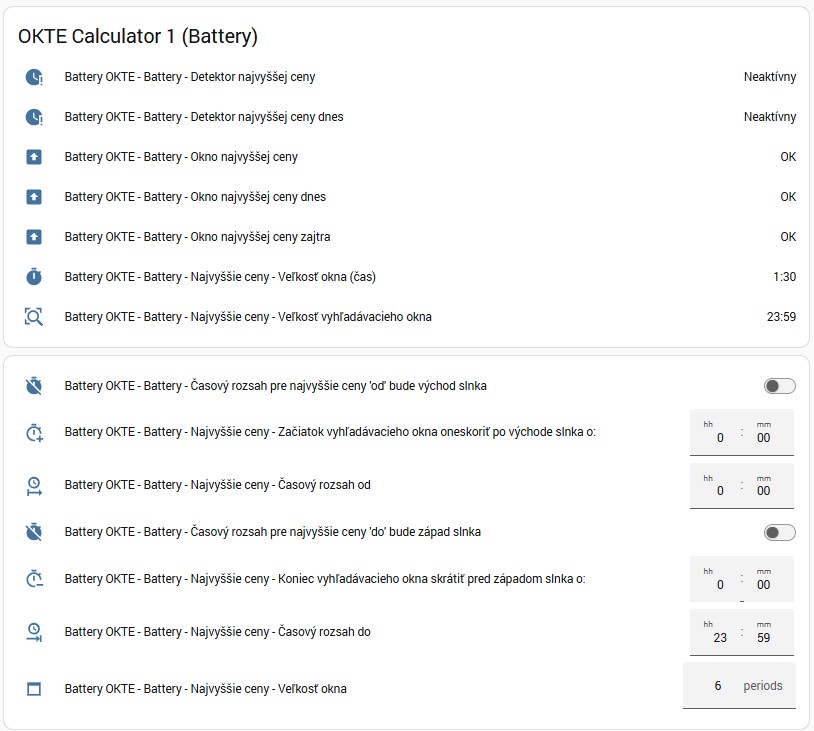 OKTE Calculator 1 (Battery)
Battery OKTE - Battery - Detektor najvyššej ceny Neaktívny
Battery OKTE - Battery - Detektor najvyššej ceny dnes Neaktívny
Battery OKTE - Battery - Okno najvyššej ceny OK
Battery OKTE - Battery - Okno najvyššej ceny dnes OK
Battery OKTE - Battery - Okno najvyššej ceny zajtra OK
Battery OKTE - Battery - Najvyššie ceny - Veľkosť okna (čas) 1:30
Battery OKTE - Battery - Najvyššie ceny - Veľkosť vyhľadávacieho okna 23:59
Battery OKTE - Battery - Časový rozsah pre najvyššie ceny 'od' bude východ slnka
hh mm
Battery OKTE - Battery - Najvyššie ceny - Začiatok vyhľadávacieho okna oneskoriť po východe slnka o: 0 : 00
hh mm
Battery OKTE - Battery - Najvyššie ceny - Časový rozsah od 0 : 00
Battery OKTE - Battery - Časový rozsah pre najvyššie ceny 'do' bude západ slnka
hh mm
Battery OKTE - Battery - Najvyššie ceny - Koniec vyhľadávacieho okna skrátiť pred západom slnka o: 0 : 00
hh mm
Battery OKTE - Battery - Najvyššie ceny - Časový rozsah do 23 : 59
Battery OKTE - Battery - Najvyššie ceny - Veľkosť okna 6 periods